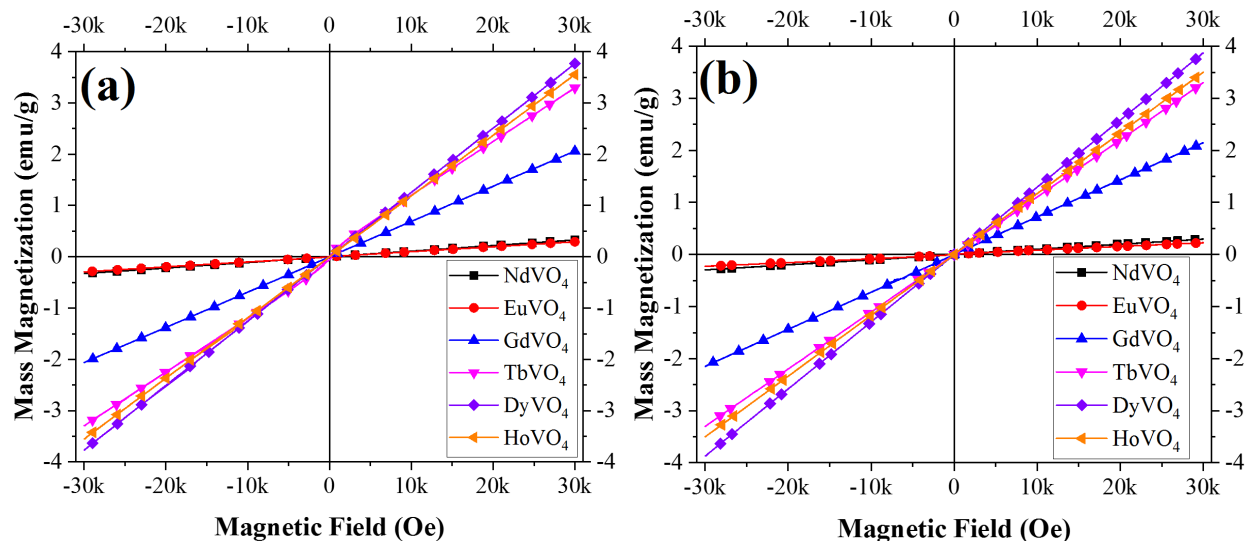 -30k -20k -10k 0 10k 20k 30k
(a)
Mass Magnetization (emu/g)
4 4
3 3
2 2
1 1
0 0
-1 -1
-2 -2
-3 -3
-4 -4
NdVO4
EuVO4
GdVO4
TbVO4
DyVO4
HoVO4
-30k -20k -10k 0 10k 20k 30k
Magnetic Field (Oe)
-30k -20k -10k 0 10k 20k 30k
(b)
Mass Magnetization (emu/g)
4 4
3 3
2 2
1 1
0 0
-1 -1
-2 -2
-3 -3
-4 -4
NdVO4
EuVO4
GdVO4
TbVO4
DyVO4
HoVO4
-30k -20k -10k 0 10k 20k 30k
Magnetic Field (Oe)